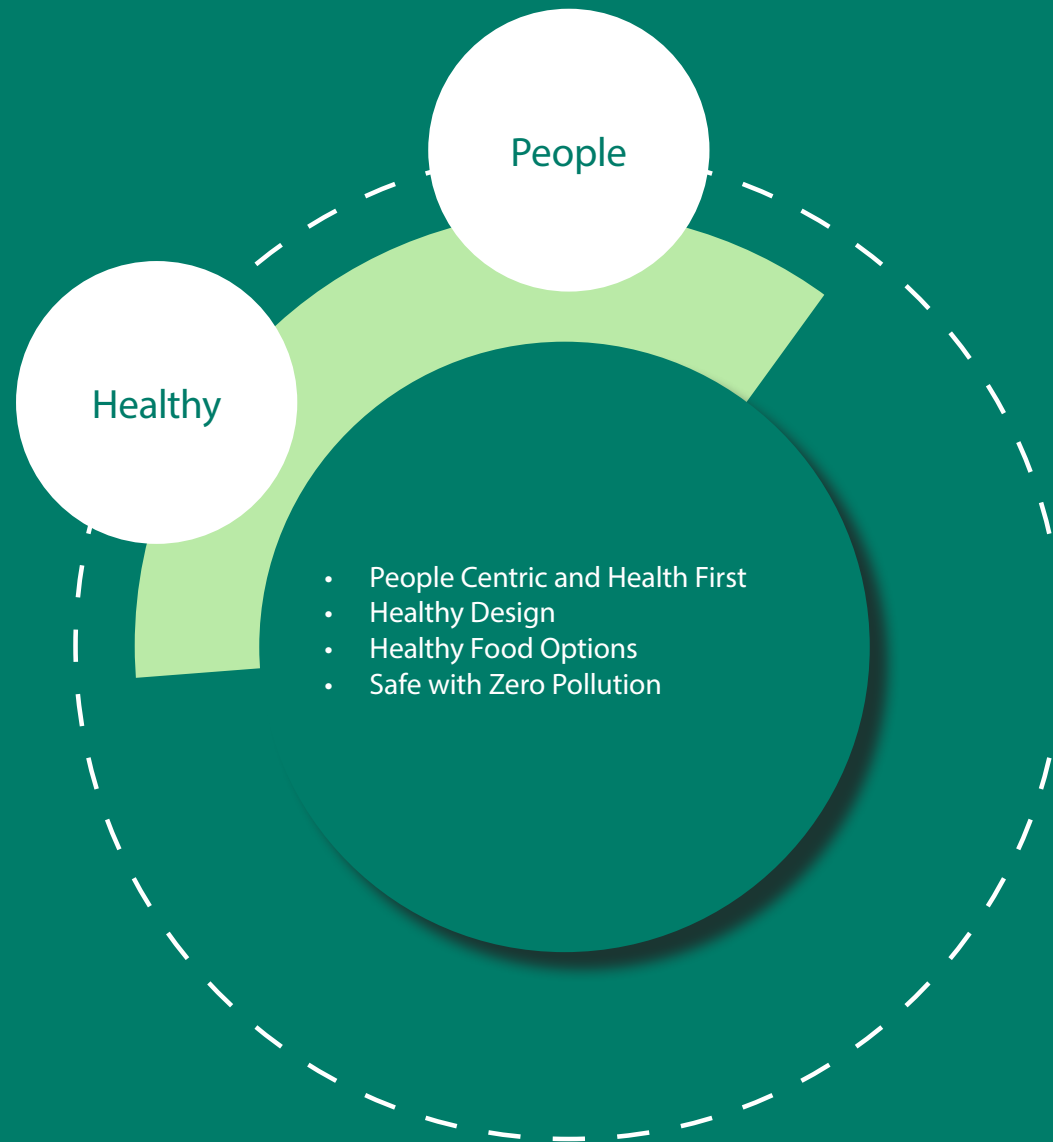 People
Healthy
• People Centric and Health First
• Healthy Design
• Healthy Food Options
• Safe with Zero Pollution